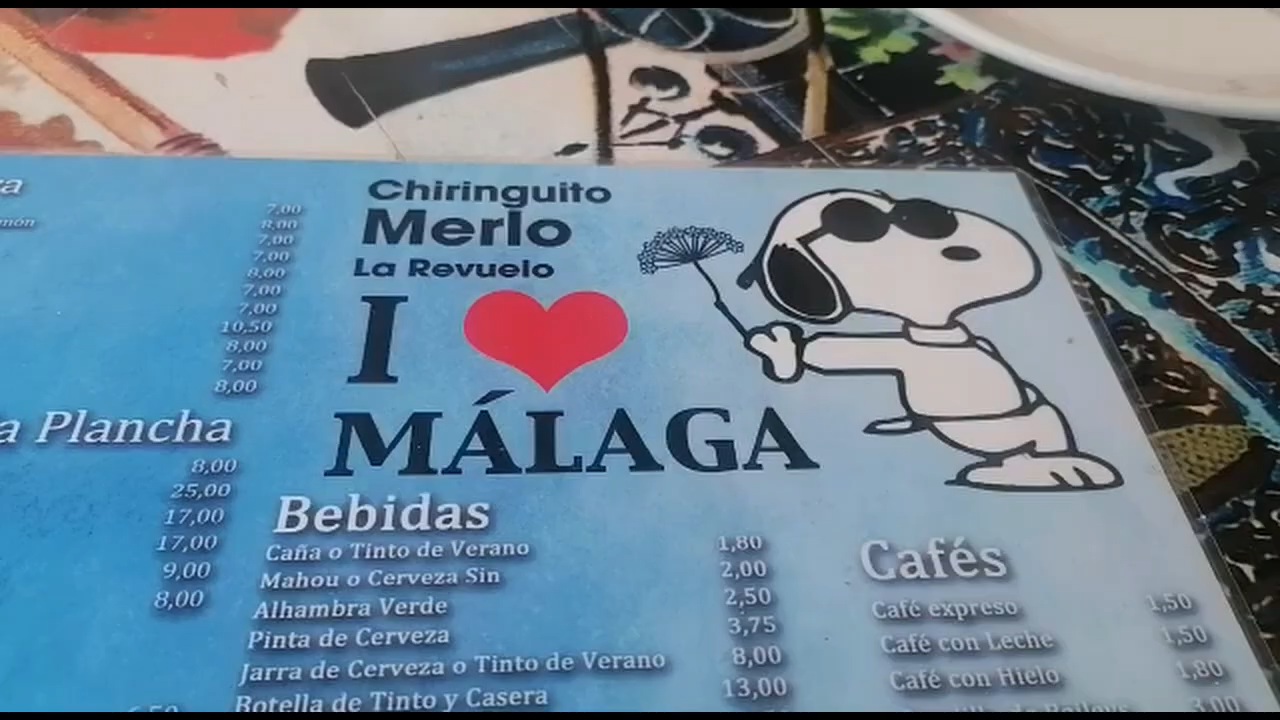 7,00
8,00
7,00
7,00
8,00
7,00
7,00
10,50
8,00
7,00
8,00
a Plancha
8,00
25,00
17,00
17,00
9,00
8,00
Chiringuito
Merlo
La Revuelo
I ❤
MÁLAGA
Bebidas
Caña o Tinto de Verano 1,80
Mahou o Cerveza Sin 2,00
Alhambra Verde 2,50
Pinta de Cerveza 3,75
Jarra de Cerveza o Tinto de Verano 8,00
Botella de Tinto y Casera 13,00
Cafés
Café expreso 1,50
Café con Leche 1,50
Café con Hielo 1,80
3,00